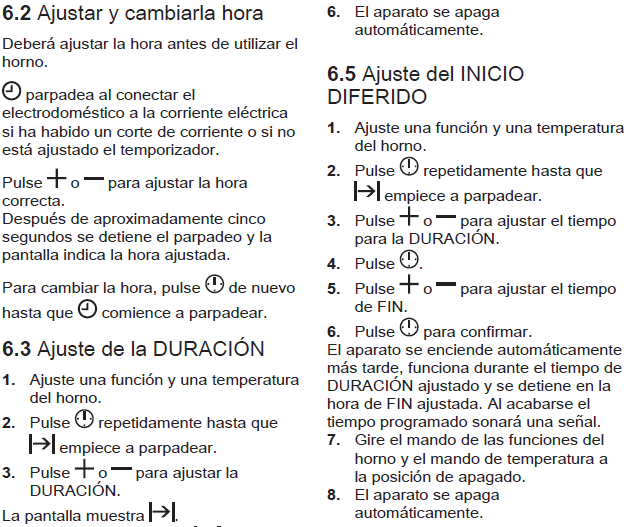 6.2 Ajustar y cambiarla hora
Deberá ajustar la hora antes de utilizar el
horno.
parpadea al conectar el
electrodoméstico a la corriente eléctrica
si ha habido un corte de corriente o si no
está ajustado el temporizador.
Pulse + o — para ajustar la hora
correcta.
Después de aproximadamente cinco
segundos se detiene el parpadeo y la
pantalla indica la hora ajustada.
Para cambiar la hora, pulse de nuevo
hasta que comience a parpadear.
6.3 Ajuste de la DURACIÓN
1. Ajuste una función y una temperatura
del horno.
2. Pulse repetidamente hasta que
empiece a parpadear.
3. Pulse + o — para ajustar la
DURACIÓN.
La pantalla muestra .
6. El aparato se apaga
automáticamente.
6.5 Ajuste del INICIO
DIFERIDO
1. Ajuste una función y una temperatura
del horno.
2. Pulse repetidamente hasta que
empiece a parpadear.
3. Pulse + o — para ajustar el tiempo
para la DURACIÓN.
4. Pulse .
5. Pulse + o — para ajustar el tiempo
de FIN.
6. Pulse para confirmar.
El aparato se enciende automáticamente
más tarde, funciona durante el tiempo de
DURACIÓN ajustado y se detiene en la
hora de FIN ajustada. Al acabarse el
tiempo programado sonará una señal.
7. Gire el mando de las funciones del
horno y el mando de temperatura a
la posición de apagado.
8. El aparato se apaga
automáticamente.